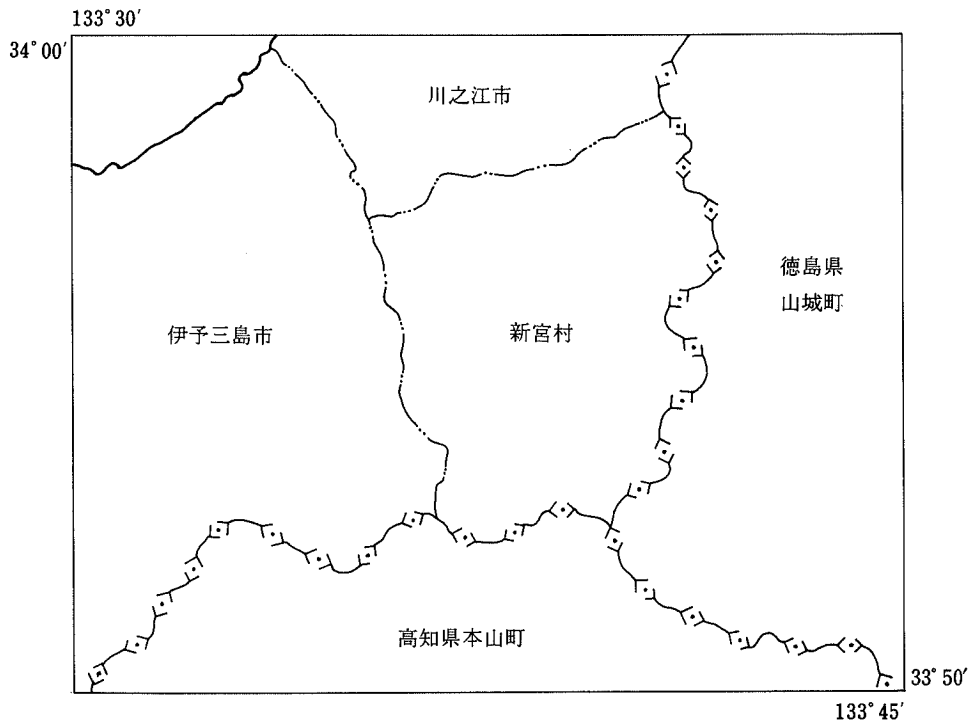 133°30′
34°00′
川之江市
徳島県
山城町
伊予三島市
新宮村
高知県本山町
33°50′
133°45′